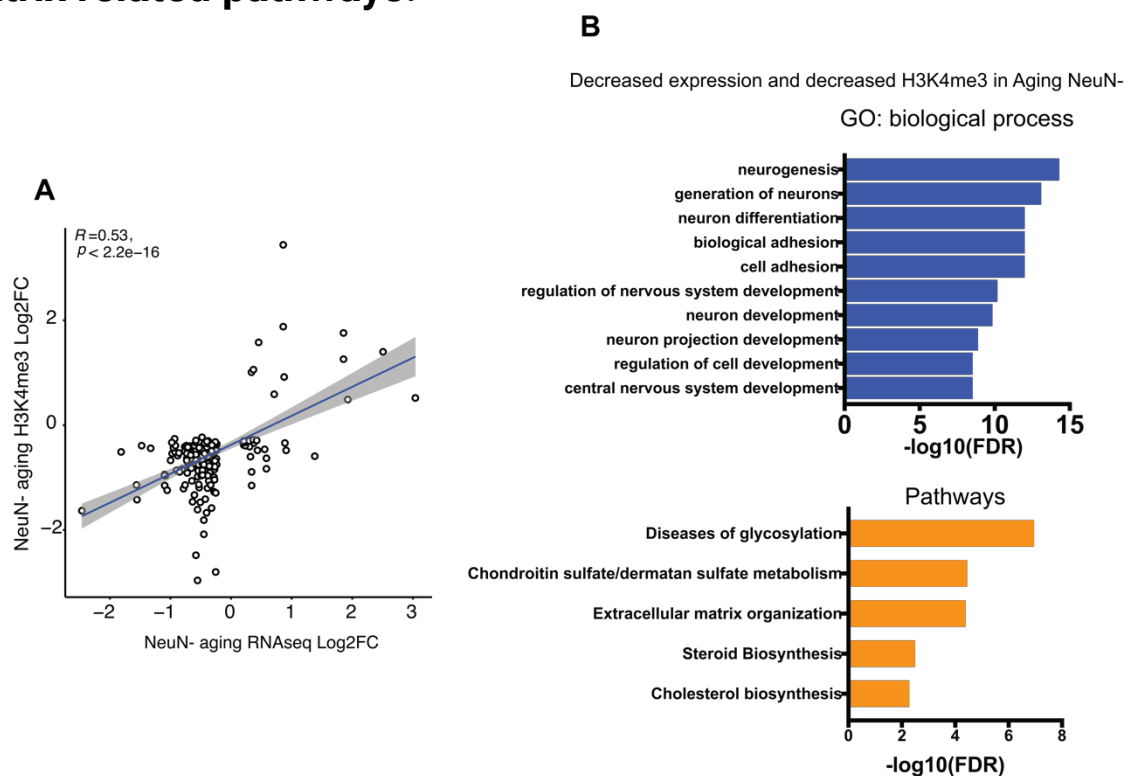 related pathways.
B
Decreased expression and decreased H3K4me3 in Aging NeuN-
GO: biological process
neurogenesis
generation of neurons
neuron differentiation
biological adhesion
cell adhesion
regulation of nervous system development
neuron development
neuron projection development
regulation of cell development
central nervous system development
0 5 10 15
-log10(FDR)
A
R=0.53,
p < 2.2e−16
NeuN- aging H3K4me3 Log2FC
2
0
−2
−2 −1 0 1 2 3
NeuN- aging RNAseq Log2FC
Pathways
Diseases of glycosylation
Chondroitin sulfate/dermatan sulfate metabolism
Extracellular matrix organization
Steroid Biosynthesis
Cholesterol biosynthesis
0 2 4 6 8
-log10(FDR)